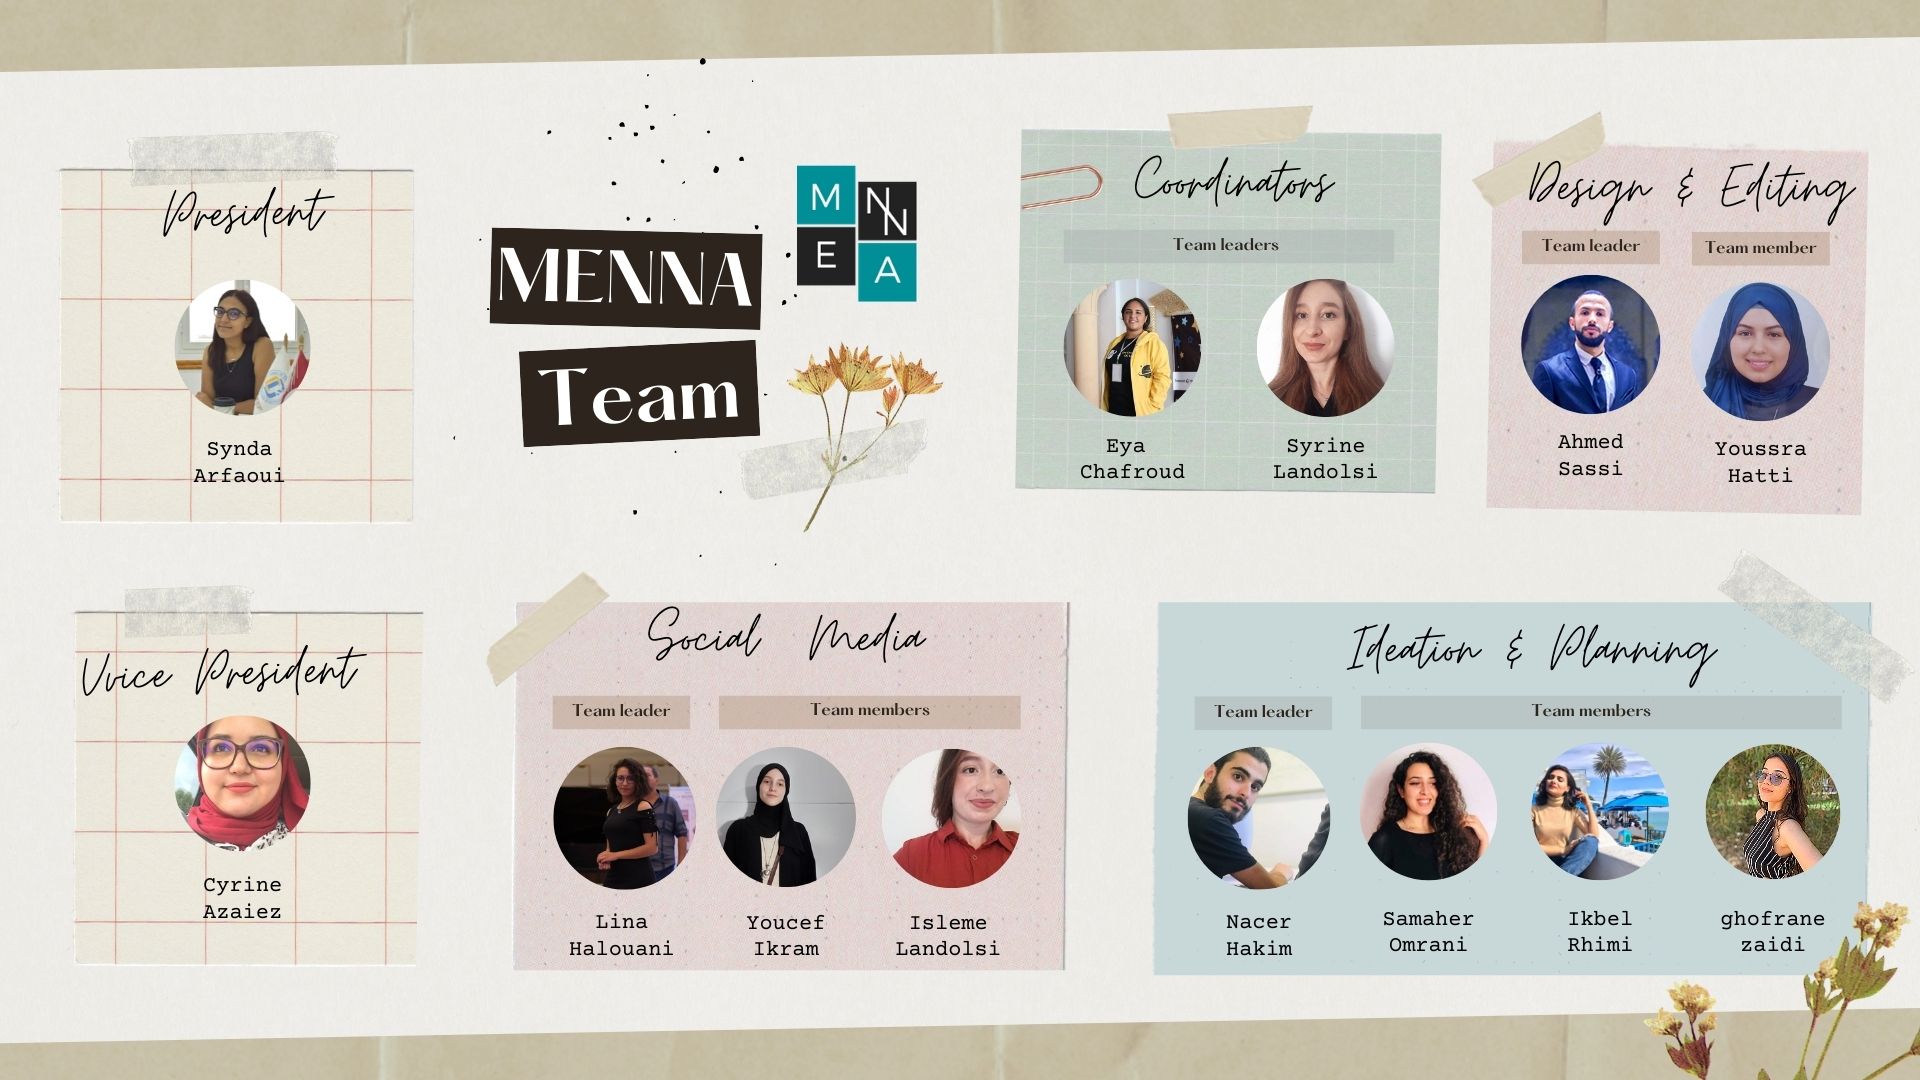 President
Synda
Arfaoui
MENNA
Team
M
NN
E
A
Coordinators
Team leaders
Eya
Chafroud
Syrine
Landolsi
Design & Editing
Team leader
Team member
Ahmed
Sassi
Youssra
Hatti
Vvice President
Cyrine
Azaiez
Social Media
Team leader
Team members
Lina
Halouani
Youcef
Ikram
Isleme
Landolsi
Ideation & Planning
Team leader
Team members
Nacer
Hakim
Samaher
Omrani
Ikbel
Rhimi
ghofrane
zaidi